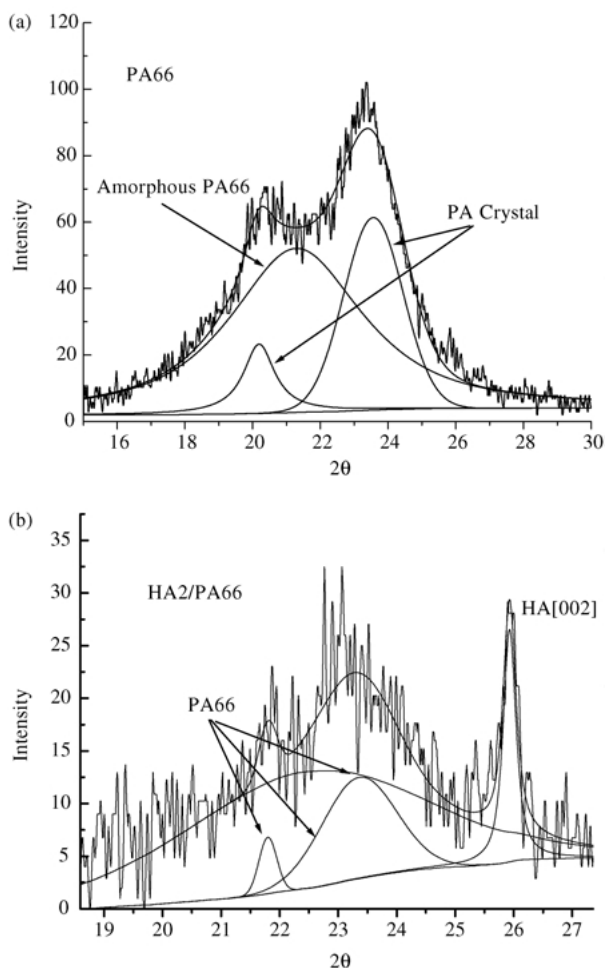 (a)
120
PA66
100
80
Amorphous PA66
PA Crystal
60
Intensity
40
20
0
16 18 20 22 24 26 28 30
2θ
(b)
35
HA2/PA66
HA[002]
30
25
PA66
20
Intensity
15
10
5
0
19 20 21 22 23 24 25 26 27
2θ